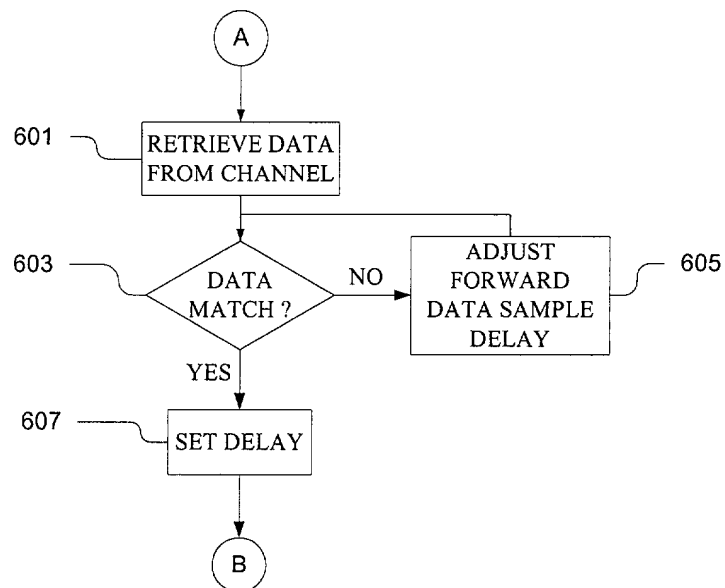 A
601
RETRIEVE DATA
FROM CHANNEL
603
DATA
MATCH ?
NO
ADJUST
FORWARD
DATA SAMPLE
DELAY
605
YES
607
SET DELAY
B